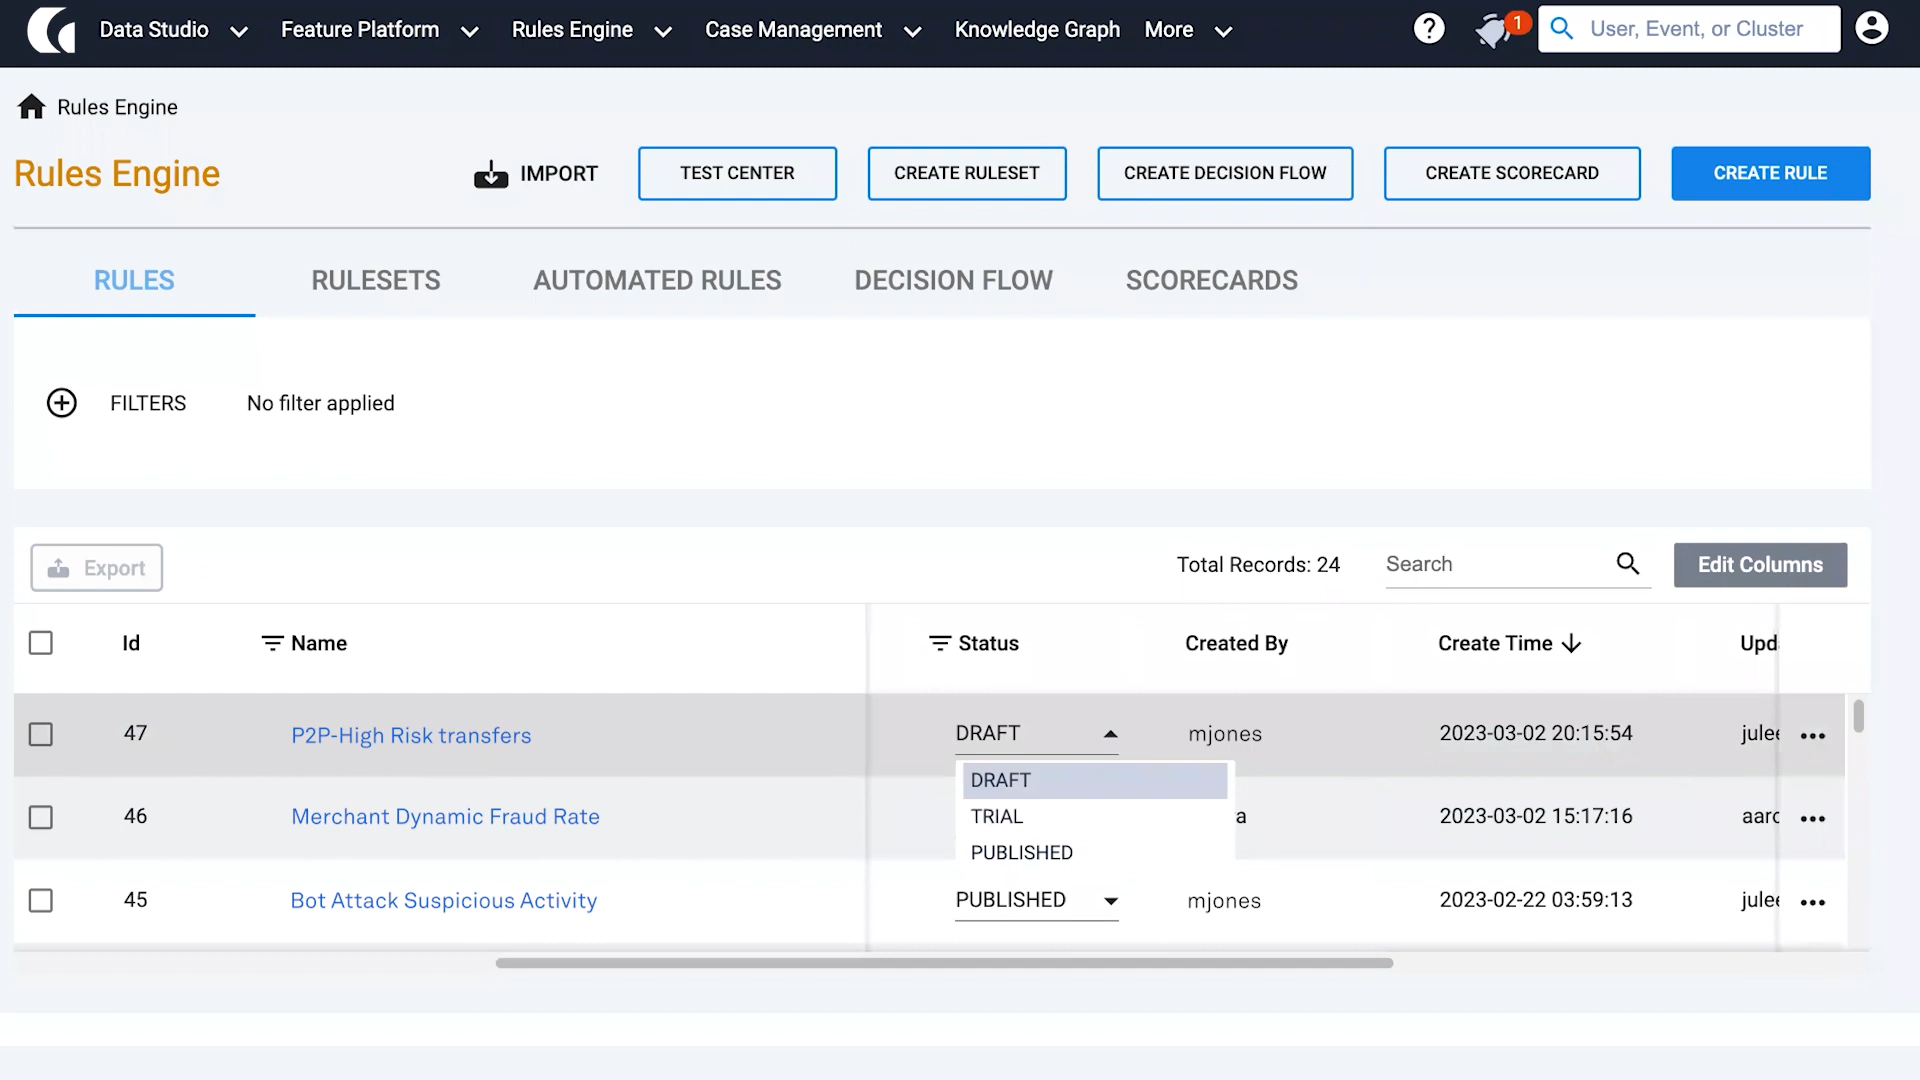 Data Studio Feature Platform Rules Engine Case Management Knowledge Graph More 1 User, Event, or Cluster
Rules Engine
Rules Engine IMPORT TEST CENTER CREATE RULESET CREATE DECISION FLOW CREATE SCORECARD CREATE RULE
RULES RULESETS AUTOMATED RULES DECISION FLOW SCORECARDS
FILTERS No filter applied
Export Total Records: 24 Search Edit Columns
Id Name Status Created By Create Time Upd
47 P2P-High Risk transfers DRAFT mjones 2023-03-02 20:15:54 julee
DRAFT
46 Merchant Dynamic Fraud Rate TRIAL a 2023-03-02 15:17:16 aaro
PUBLISHED
45 Bot Attack Suspicious Activity PUBLISHED mjones 2023-02-22 03:59:13 julee